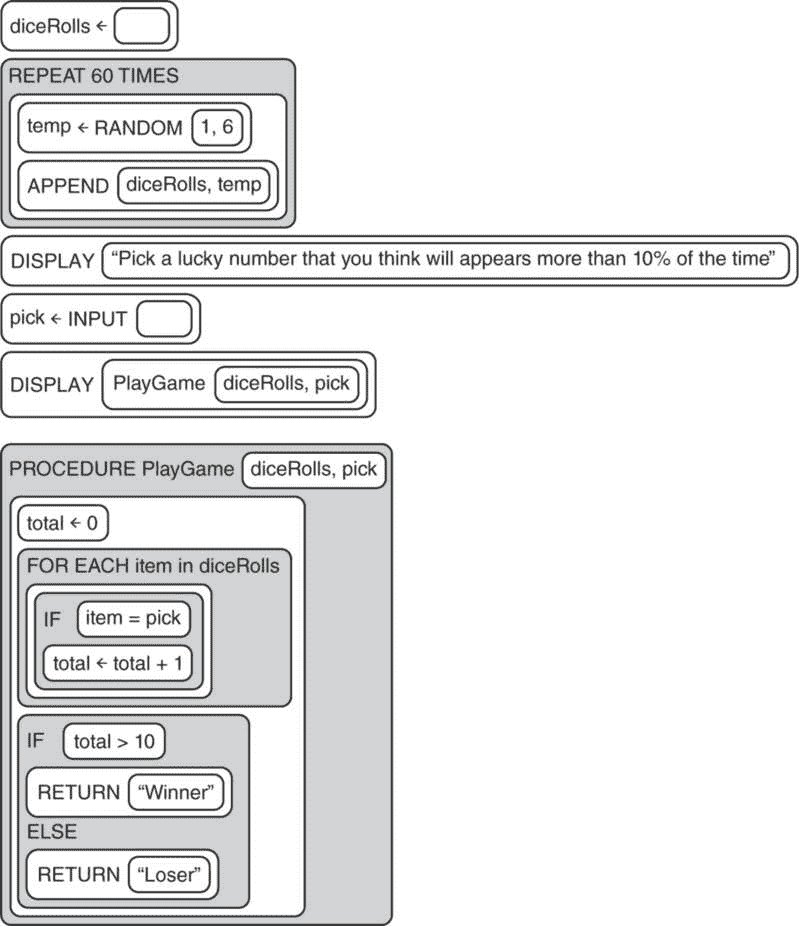 diceRolls ←
REPEAT 60 TIMES
temp ← RANDOM 1, 6
APPEND diceRolls, temp
DISPLAY “Pick a lucky number that you think will appears more than 10% of the time”
pick ← INPUT
DISPLAY PlayGame diceRolls, pick
PROCEDURE PlayGame diceRolls, pick
total ← 0
FOR EACH item in diceRolls
IF item = pick
total ← total + 1
IF total > 10
RETURN “Winner”
ELSE
RETURN “Loser”